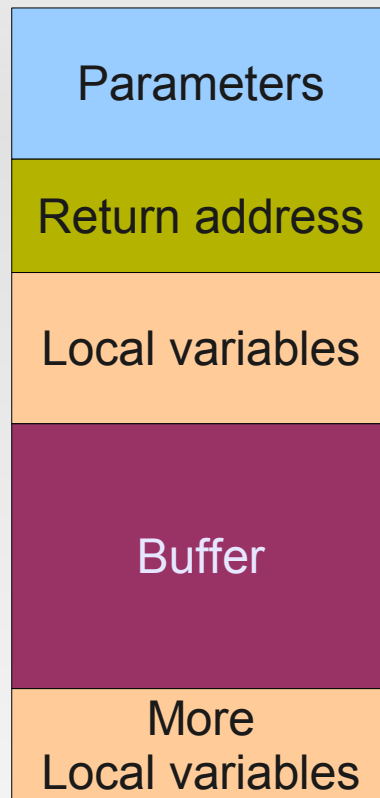 Parameters
Return address
Local variables
Buffer
More
Local variables